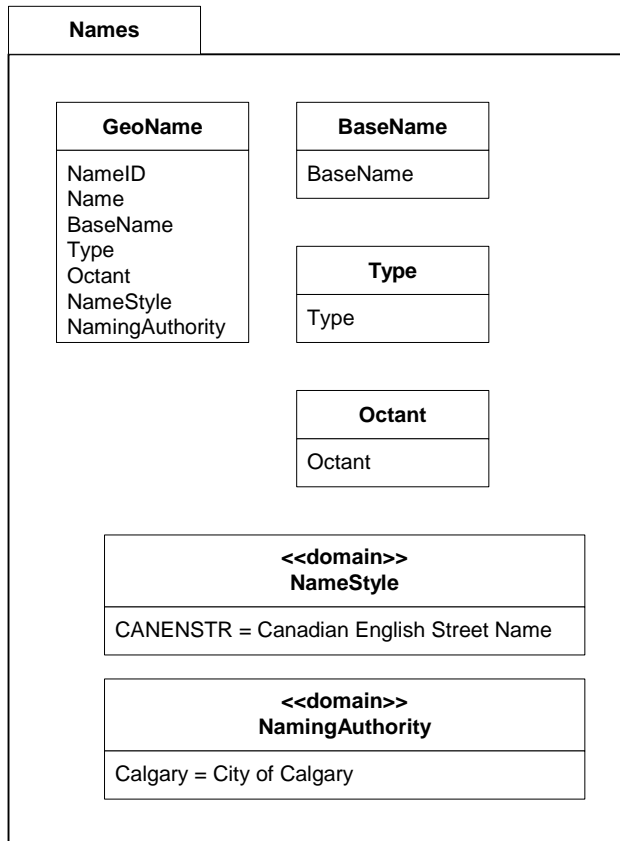 Names
GeoName
NameID
Name
BaseName
Type
Octant
NameStyle
NamingAuthority
BaseName
BaseName
Type
Type
Octant
Octant
<<domain>>
NameStyle
CANENSTR = Canadian English Street Name
<<domain>>
NamingAuthority
Calgary = City of Calgary